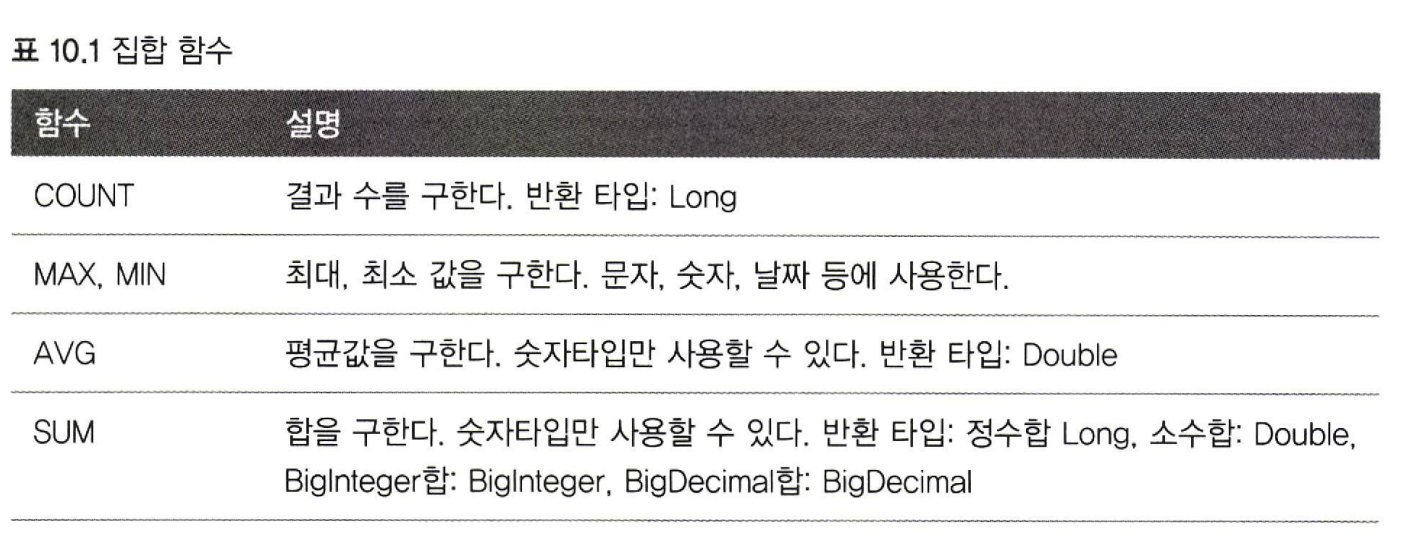 표 10.1 집합 함수
함수 설명
COUNT 결과 수를 구한다. 반환 타입: Long
MAX, MIN 최대, 최소 값을 구한다. 문자, 숫자, 날짜 등에 사용한다.
AVG 평균값을 구한다. 숫자타입만 사용할 수 있다. 반환 타입: Double
SUM 합을 구한다. 숫자타입만 사용할 수 있다. 반환 타입: 정수합 Long, 소수합: Double,
BigInteger합: BigInteger, BigDecimal합: BigDecimal